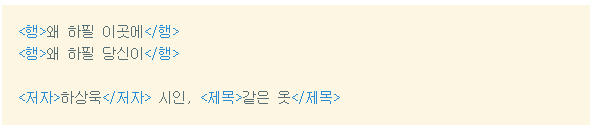 <행>왜 하필 이곳에</행>
<행>왜 하필 당신이</행>
<저자>하상욱</저자> 시인, <제목>같은 옷</제목>